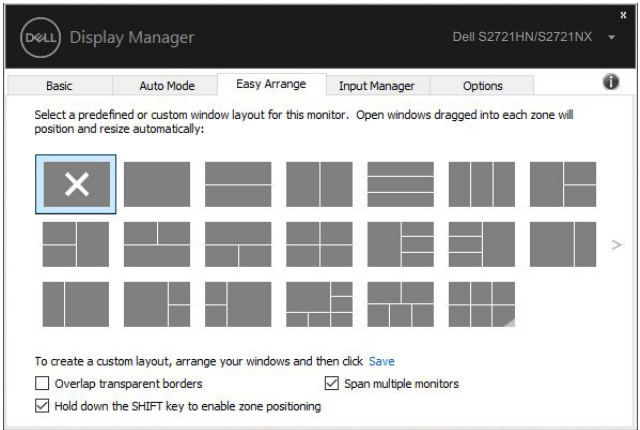 DELL Display Manager
Dell S2721HN/S2721NX
x
Basic Auto Mode Easy Arrange Input Manager Options
Select a predefined or custom window layout for this monitor. Open windows dragged into each zone will
position and resize automatically:
To create a custom layout, arrange your windows and then click Save
Overlap transparent borders
Span multiple monitors
Hold down the SHIFT key to enable zone positioning